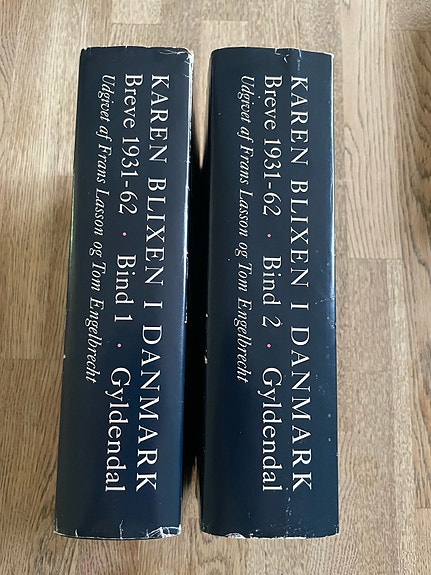 KAREN BLIXEN I DANMARK
Breve 1931-62 · Bind 1 · Gyldendal
Udgivet af Frans Lasson og Tom Engelbrecht
KAREN BLIXEN I DANMARK
Breve 1931-62 · Bind 2 · Gyldendal
Udgivet af Frans Lasson og Tom Engelbrecht